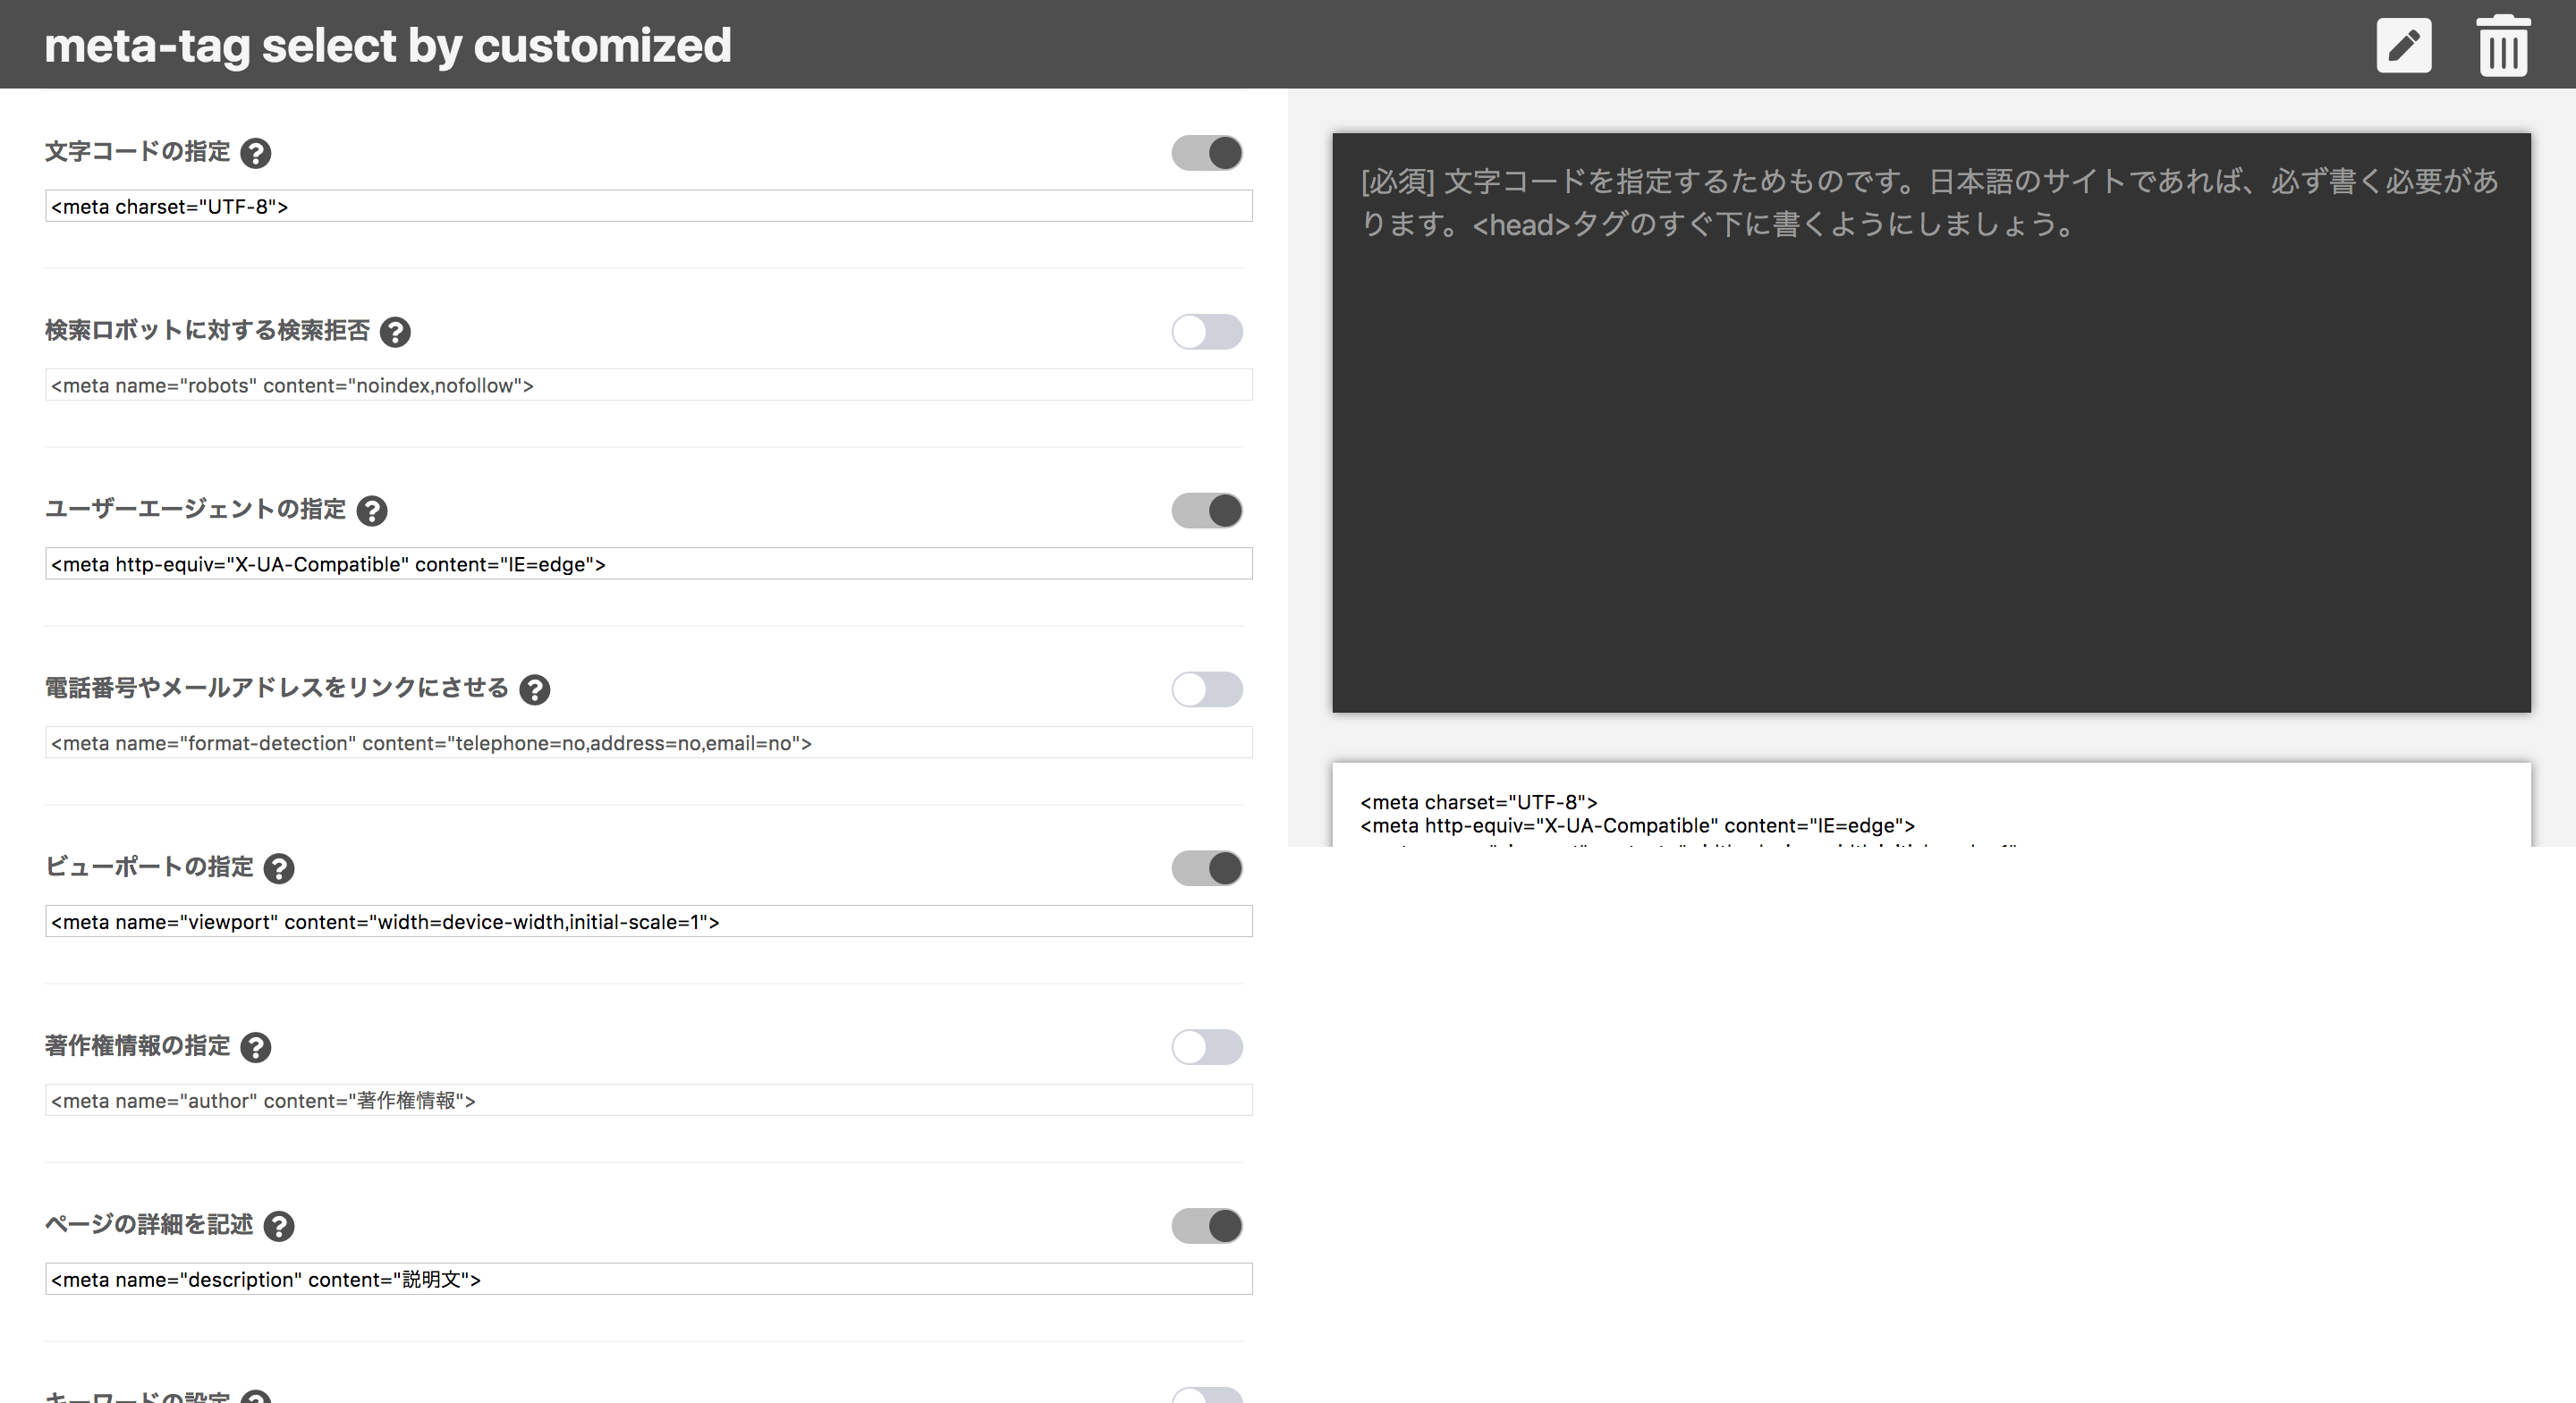 meta-tag select by customized
文字コードの指定
<meta charset="UTF-8">
検索ロボットに対する検索拒否
<meta name="robots" content="noindex,nofollow">
ユーザーエージェントの指定
<meta http-equiv="X-UA-Compatible" content="IE=edge">
電話番号やメールアドレスをリンクにさせる
<meta name="format-detection" content="telephone=no,address=no,email=no">
ビューポートの指定
<meta name="viewport" content="width=device-width,initial-scale=1">
著作権情報の指定
<meta name="author" content="著作権情報">
ページの詳細を記述
<meta name="description" content="説明文">
キーワードの設定
[必須] 文字コードを指定するためものです。日本語のサイトであれば、必ず書く必要があ
ります。<head>タグのすぐ下に書くようにしましょう。
<meta charset="UTF-8">
<meta http-equiv="X-UA-Compatible" content="IE=edge">